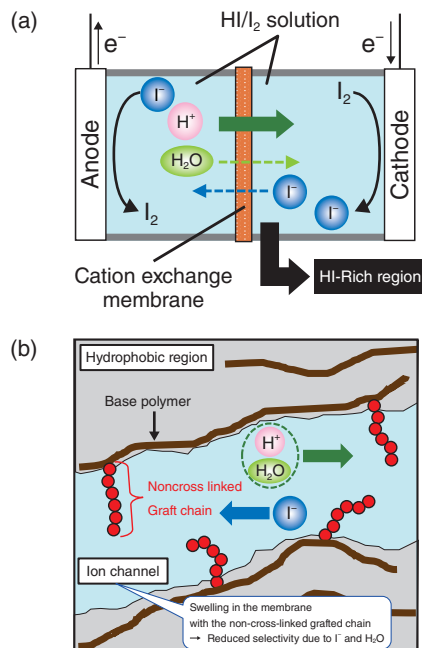 (a)
HI/I₂ solution
e⁻
e⁻
Anode
Cathode
I⁻
H⁺
H₂O
I₂
I₂
I⁻
I⁻
Cation exchange
membrane
HI-Rich region
(b)
Hydrophobic region
Base polymer
H⁺
H₂O
Noncross linked
Graft chain
I⁻
Ion channel
Swelling in the membrane
with the non-cross-linked grafted chain
→ Reduced selectivity due to I⁻ and H₂O